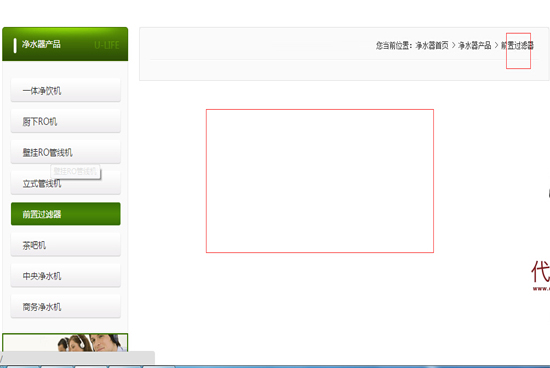 净水器产品
U-LIFE
您当前位置：净水器首页 > 净水器产品 > 前置过滤器
一体净饮机
厨下RO机
壁挂RO管线机
壁挂RO管线机
立式管线机
前置过滤器
茶吧机
中央净水机
商务净水机
代
www.